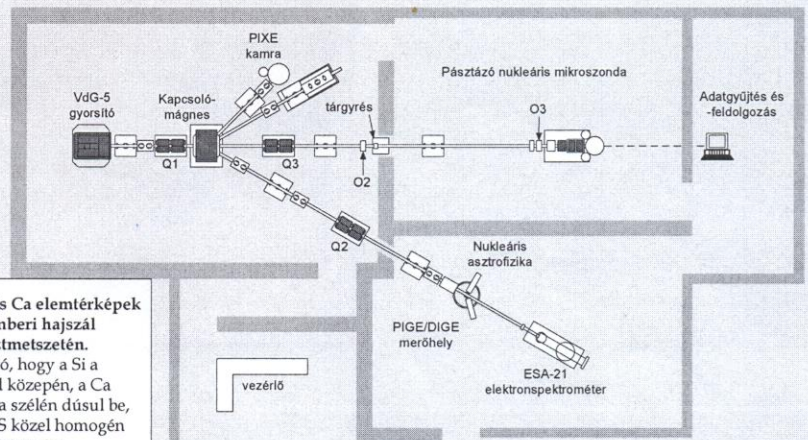 PIXE
kamra
VdG-5
gyorsító
Kapcsoló-
mágnes
tárgyrés
Pásztázó nukleáris mikroszonda
O3
Adatgyűjtés és
-feldolgozás
Q1
Q3
O2
Q2
Nukleáris
asztrofizika
PIGE/DIGE
merőhely
ESA-21
elektronspektrométer
vezérlő
s Ca elemtérképek
beri hajszál
tmetszetén.
ó, hogy a Si a
l közepén, a Ca
a szélén dúsul be,
S közel homogén